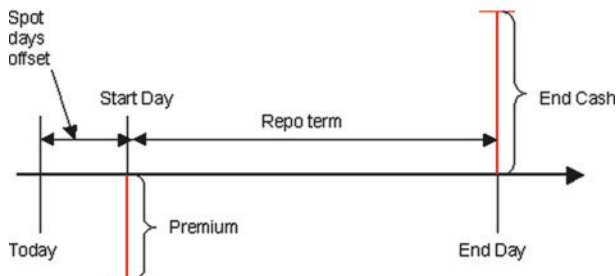 Spot
days
offset
Start Day
Repo term
End Cash
Premium
Today
End Day